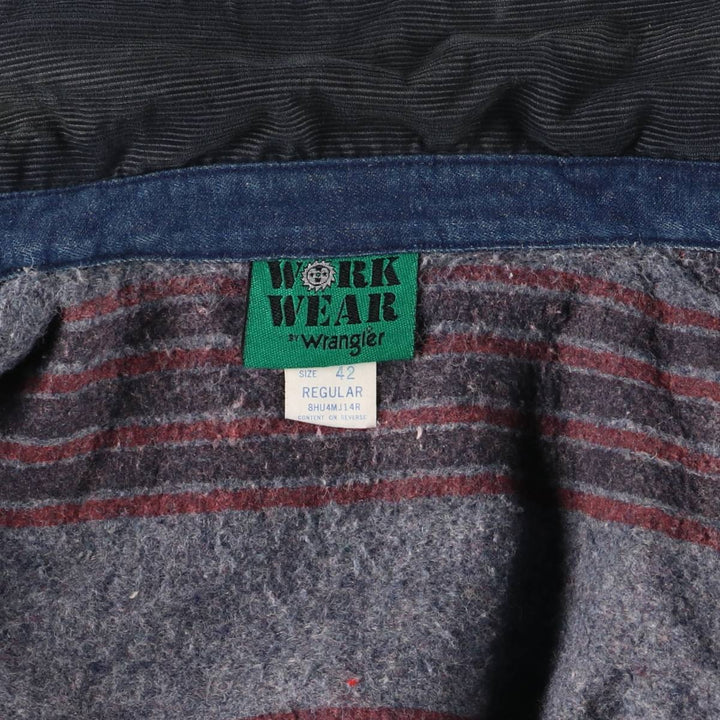 WORK
WEAR
BY Wrangler
SIZE 42
REGULAR
8HU4MJ14R
CONTENT ON REVERSE